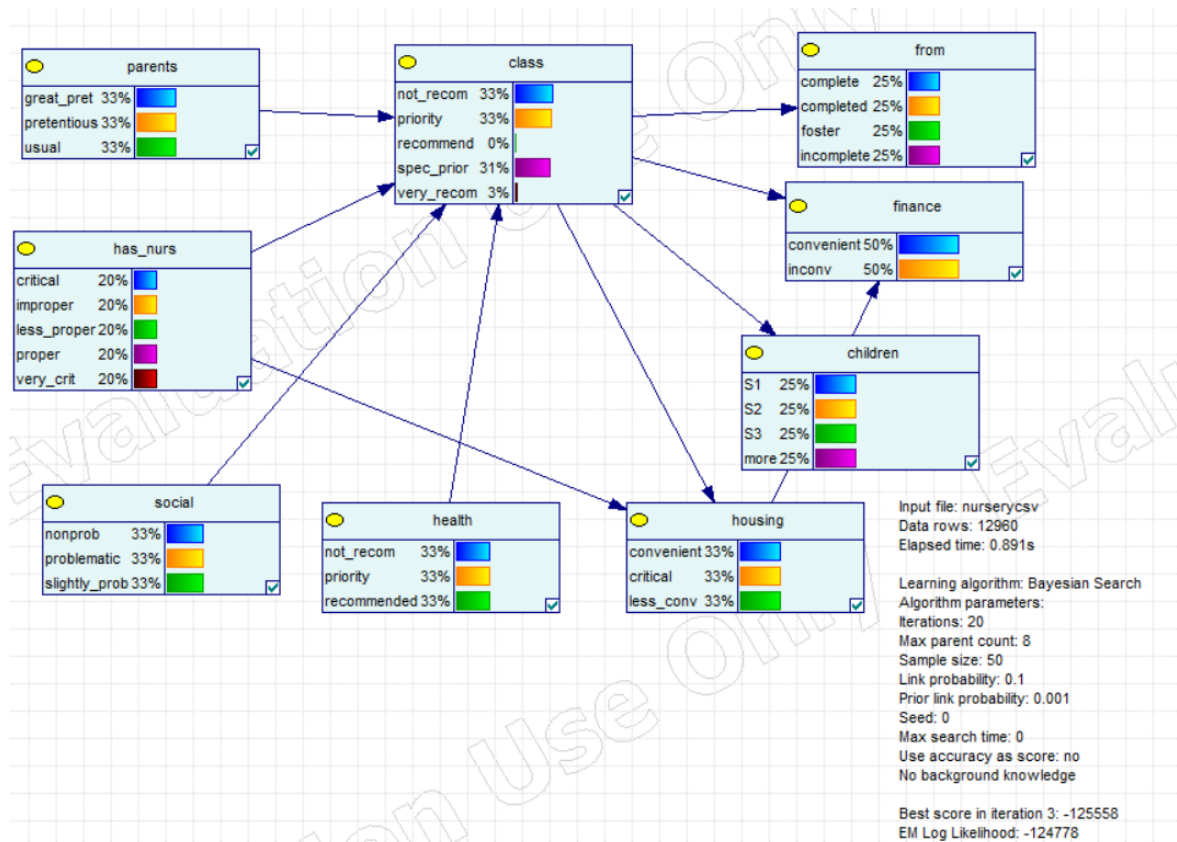 parents
great_pret 33%
pretentious 33%
usual 33%
class
not_recom 33%
priority 33%
recommend 0%
spec_prior 31%
very_recom 3%
from
complete 25%
completed 25%
foster 25%
incomplete 25%
finance
convenient 50%
inconv 50%
has_nurs
critical 20%
improper 20%
less_proper 20%
proper 20%
very_crit 20%
children
S1 25%
S2 25%
S3 25%
more 25%
social
nonprob 33%
problematic 33%
slightly_prob 33%
health
not_recom 33%
priority 33%
recommended 33%
housing
convenient 33%
critical 33%
less_conv 33%
Input file: nurserycsv
Data rows: 12960
Elapsed time: 0.891s
Learning algorithm: Bayesian Search
Algorithm parameters:
Iterations: 20
Max parent count: 8
Sample size: 50
Link probability: 0.1
Prior link probability: 0.001
Seed: 0
Max search time: 0
Use accuracy as score: no
No background knowledge
Best score in iteration 3: -125558
EM Log Likelihood: -124778
Evaluation Use Only